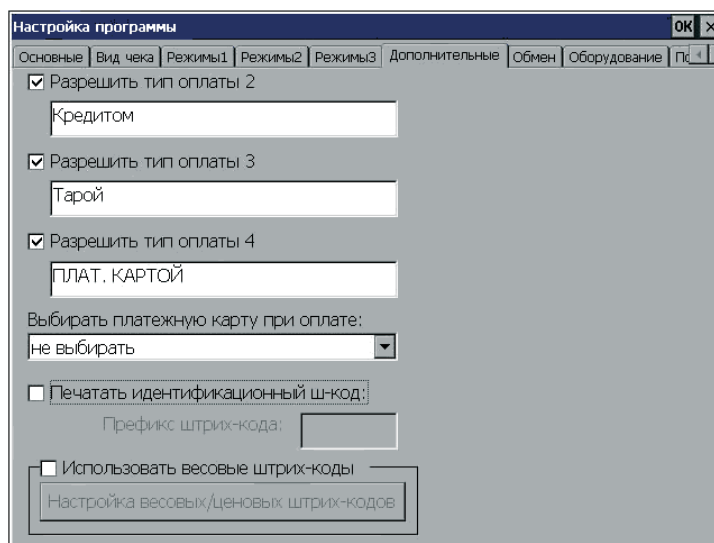 Настройка программы OK
Основные Вид чека Режимы1 Режимы2 Режимы3 Дополнительные Обмен Оборудование
Разрешить тип оплаты 2
Кредитом
Разрешить тип оплаты 3
Тарой
Разрешить тип оплаты 4
ПЛАТ. КАРТОЙ
Выбирать платежную карту при оплате:
не выбирать
Печатать идентификационный ш-код:
Префикс штрих-кода:
Использовать весовые штрих-коды
Настройка весовых/ценовых штрих-кодов